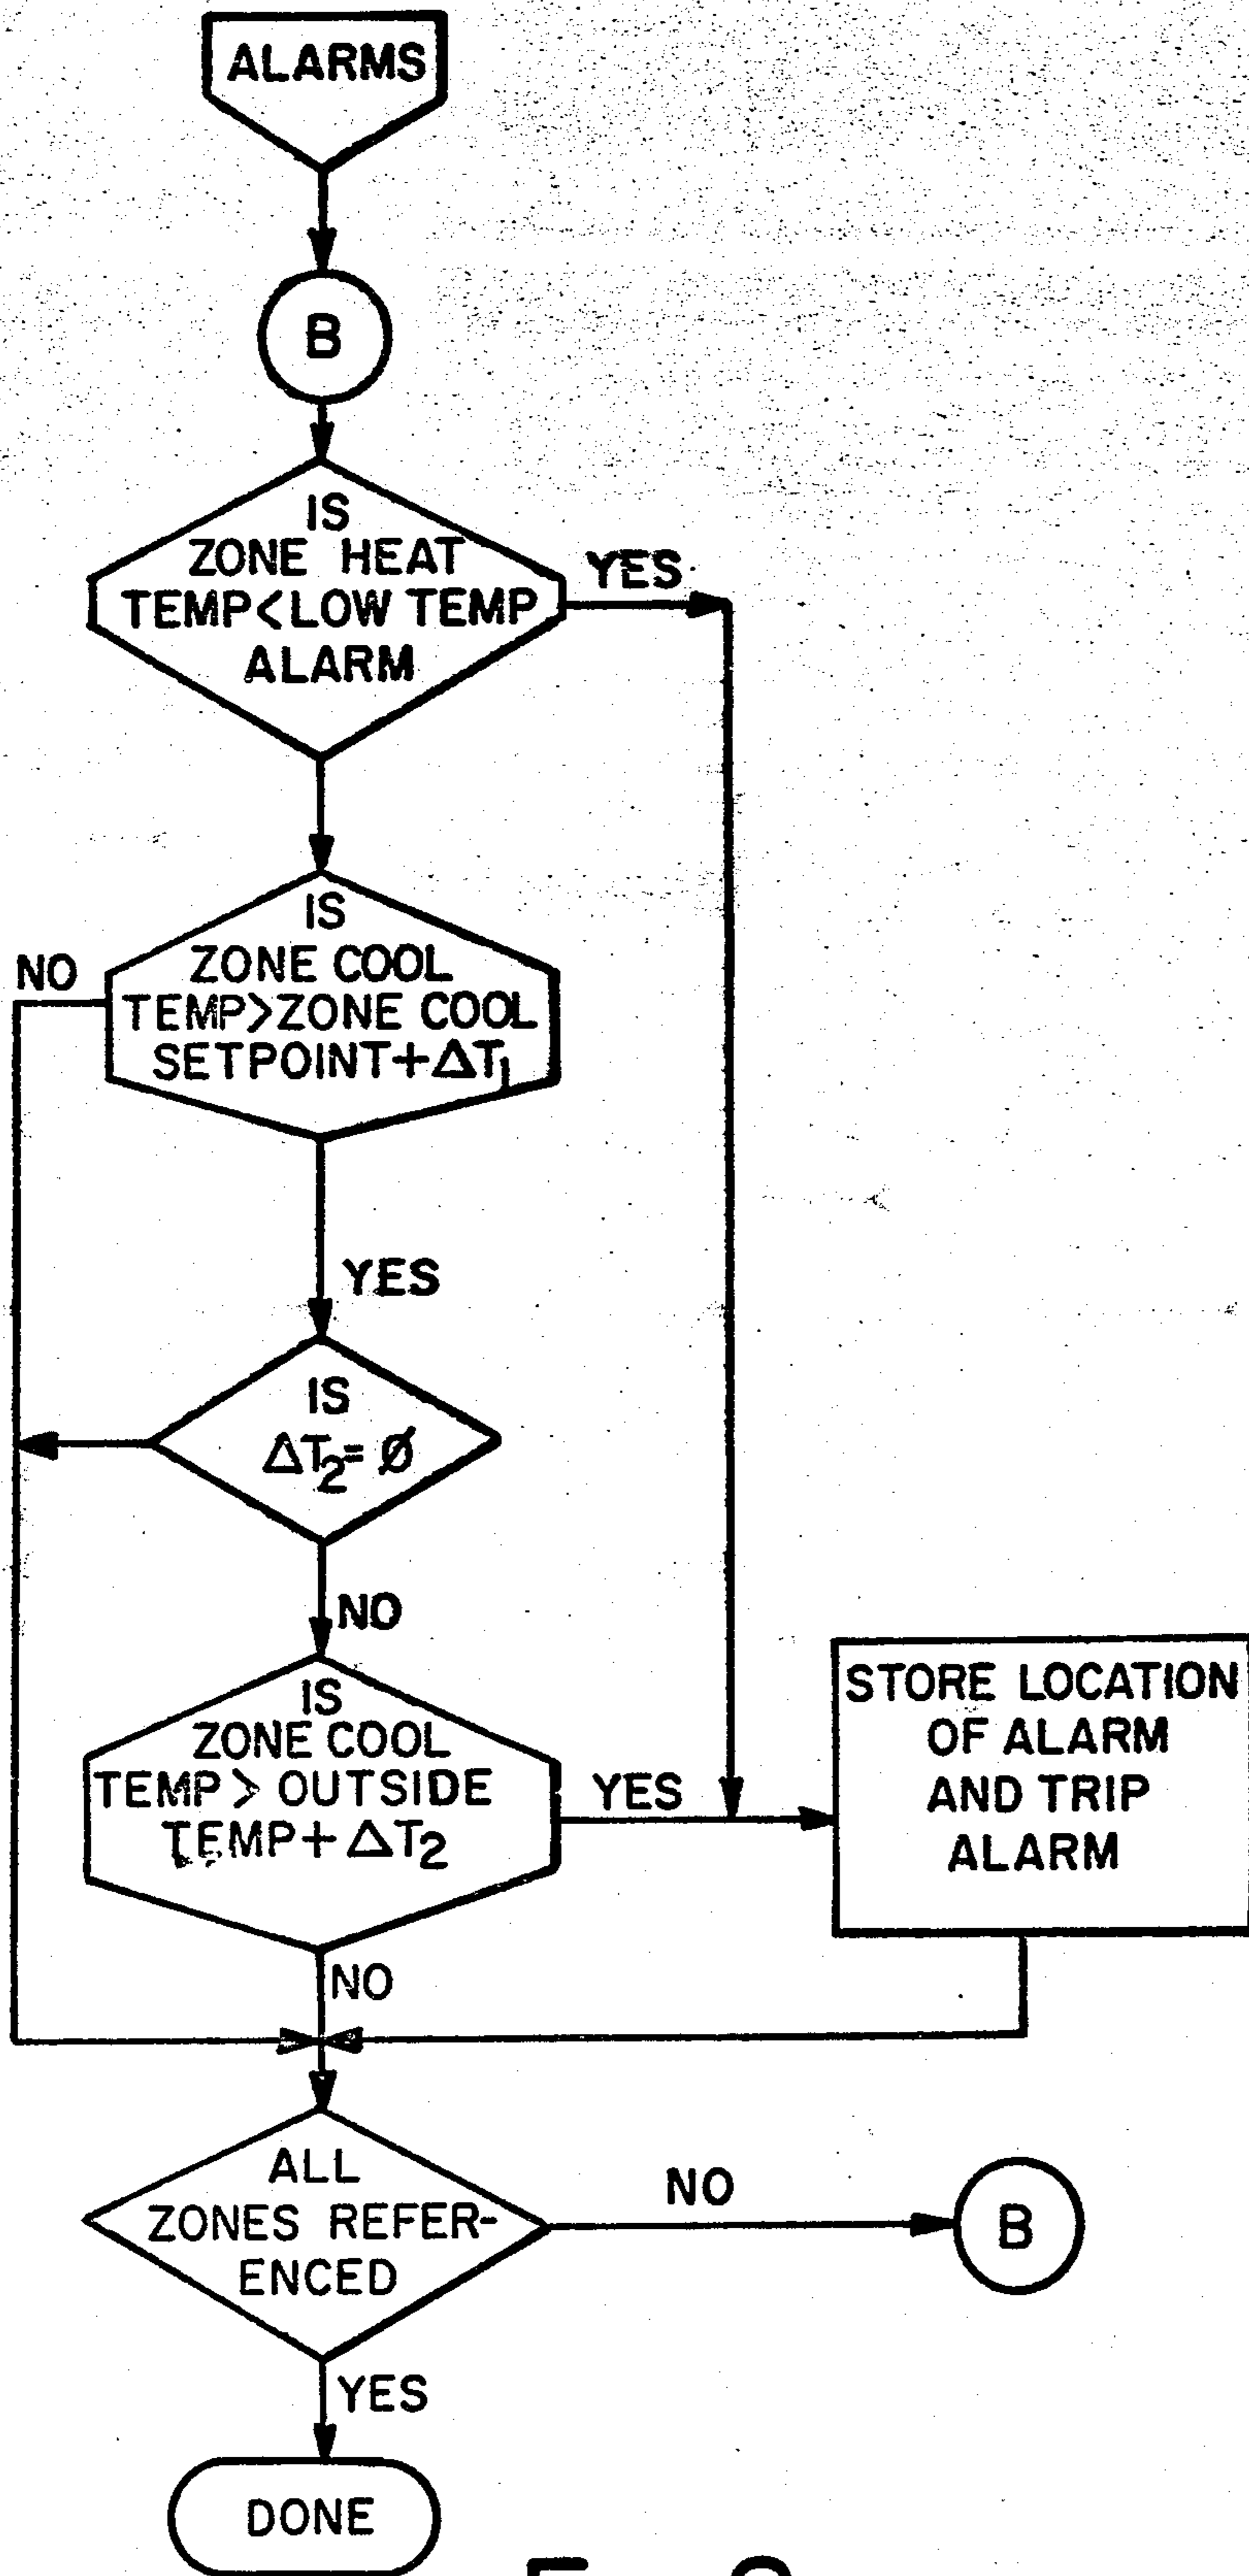 ALARMS
B
IS
ZONE HEAT
TEMP<LOW TEMP
ALARM
YES
IS
ZONE COOL
TEMP>ZONE COOL
SETPOINT+ΔT₁
NO
YES
IS
ΔT₂=Ø
NO
IS
ZONE COOL
TEMP > OUTSIDE
TEMP+ΔT₂
YES
STORE LOCATION
OF ALARM
AND TRIP
ALARM
NO
ALL
ZONES REFER-
ENCED
NO
B
YES
DONE